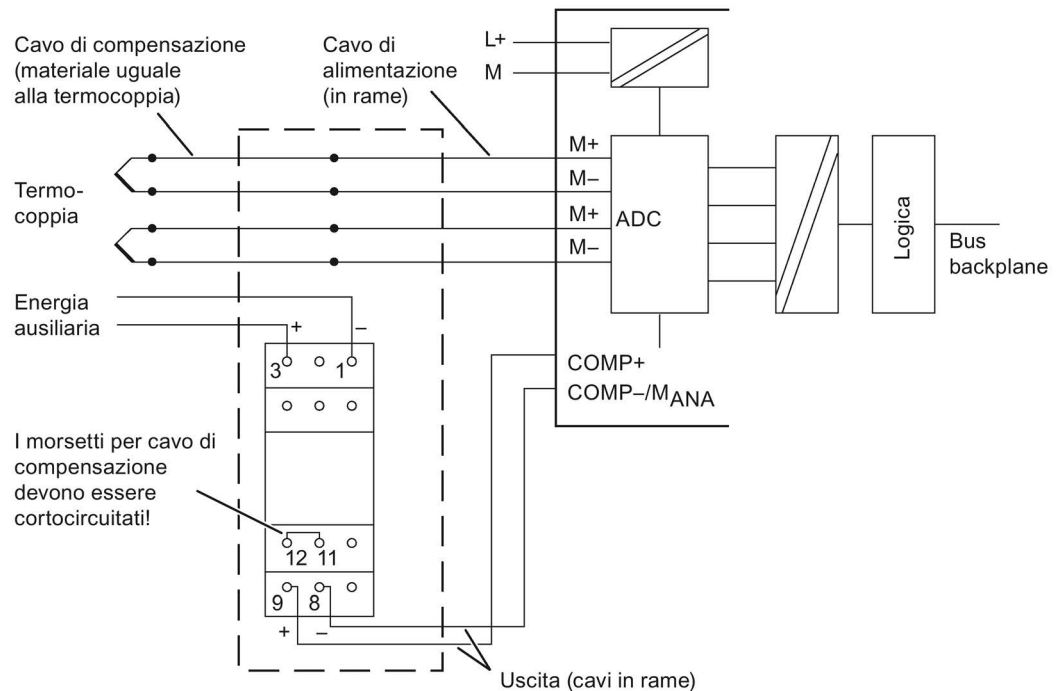 Cavo di compensazione
(materiale uguale
alla termocoppia)
Cavo di
alimentazione
(in rame)
L+
M
M+
M–
M+
M–
ADC
Logica
Bus
backplane
Termo-
coppia
Energia
ausiliaria
+
–
3
1
COMP+
COMP–/MANA
I morsetti per cavo di
compensazione
devono essere
cortocircuitati!
12
11
9
8
+
–
Uscita (cavi in rame)